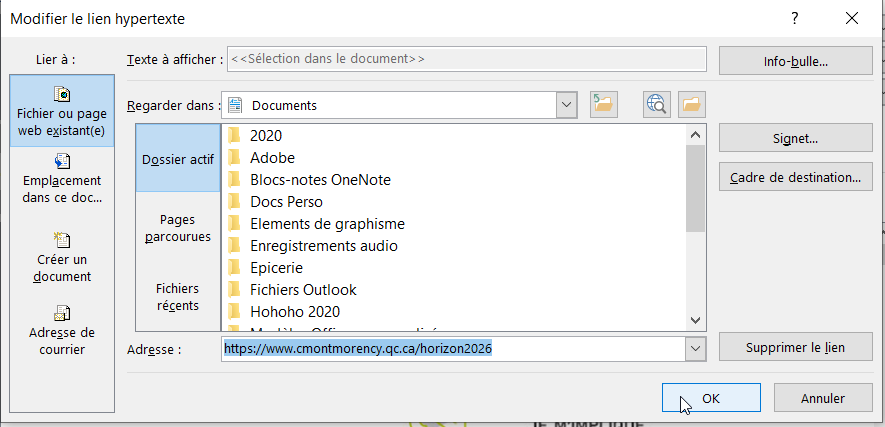 Modifier le lien hypertexte
?
Lier à :
Texte à afficher :
<<Sélection dans le document>>
Info-bulle...
Fichier ou page
web existant(e)
Regarder dans :
Documents
Emplacement
dans ce doc...
Créer un
document
Adresse de
courrier
Dossier actif
Pages
parcourues
Fichiers
récents
2020
Adobe
Blocs-notes OneNote
Docs Perso
Elements de graphisme
Enregistrements audio
Epicerie
Fichiers Outlook
Hohoho 2020
Signet...
Cadre de destination...
Adresse :
https://www.cmontmorency.qc.ca/horizon2026
Supprimer le lien
OK
Annuler
JE M'IMPLIQUE